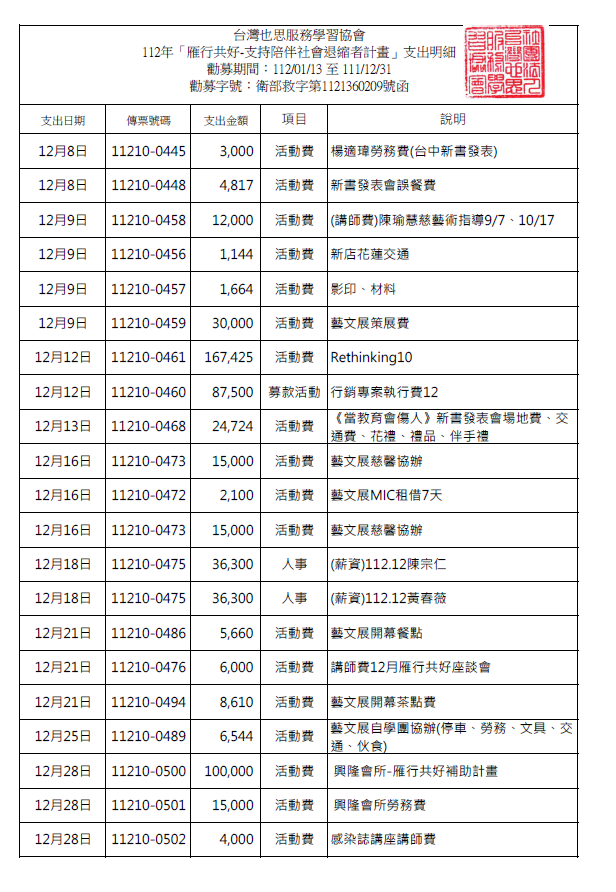 台灣也思服務學習協會
112年「雁行共好-支持陪伴社會退縮者計畫」支出明細
勸募期間：112/01/13 至 111/12/31
勸募字號：衛部救字第1121360209號函
支出日期 傳票號碼 支出金額 項目 說明
12月8日 11210-0445 3,000 活動費 楊適瑋勞務費(台中新書發表)
12月8日 11210-0448 4,817 活動費 新書發表會誤餐費
12月9日 11210-0458 12,000 活動費 (講師費)陳瑜慧慈藝術指導9/7、10/17
12月9日 11210-0456 1,144 活動費 新店花蓮交通
12月9日 11210-0457 1,664 活動費 影印、材料
12月9日 11210-0459 30,000 活動費 藝文展策展費
12月12日 11210-0461 167,425 活動費 Rethinking10
12月12日 11210-0460 87,500 募款活動 行銷專案執行費12
12月13日 11210-0468 24,724 活動費 《當教育會傷人》新書發表會場地費、交
通費、花禮、禮品、伴手禮
12月16日 11210-0473 15,000 活動費 藝文展慈馨協辦
12月16日 11210-0472 2,100 活動費 藝文展MIC租借7天
12月16日 11210-0473 15,000 活動費 藝文展慈馨協辦
12月18日 11210-0475 36,300 人事 (薪資)112.12陳宗仁
12月18日 11210-0475 36,300 人事 (薪資)112.12黃春薇
12月21日 11210-0486 5,660 活動費 藝文展開幕餐點
12月21日 11210-0476 6,000 活動費 講師費12月雁行共好座談會
12月21日 11210-0494 8,610 活動費 藝文展開幕茶點費
12月25日 11210-0489 6,544 活動費 藝文展自學團協辦(停車、勞務、文具、交
通、伙食)
12月28日 11210-0500 100,000 活動費 興隆會所-雁行共好補助計畫
12月28日 11210-0501 15,000 活動費 興隆會所勞務費
12月28日 11210-0502 4,000 活動費 感染誌講座講師費